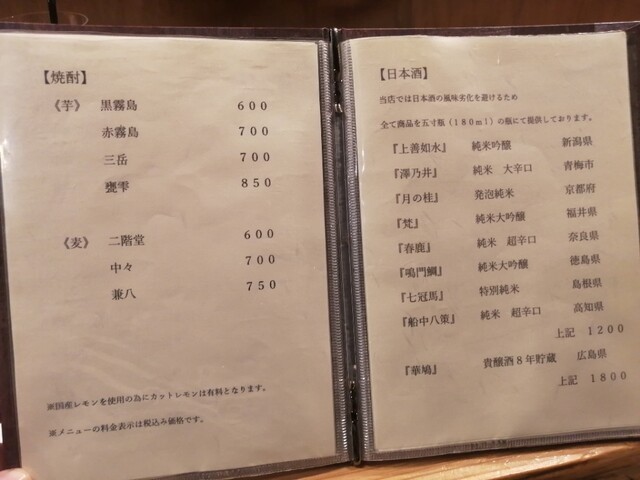 【焼酎】
《芋》 黒霧島 600
赤霧島 700
三岳 700
甕雫 850
《麦》 二階堂 600
中々 700
兼八 750
※国産レモンを使用の為にカットレモンは有料となります。
※メニューの料金表示は税込み価格です。
【日本酒】
当店では日本酒の風味劣化を避けるため
全て商品を五寸瓶(180ml)の瓶にて提供しております。
『上善如水』 純米吟醸 新潟県
『澤乃井』 純米 大辛口 青梅市
『月の桂』 発泡純米 京都府
『梵』 純米大吟醸 福井県
『春鹿』 純米 超辛口 奈良県
『鳴門鯛』 純米大吟醸 徳島県
『七冠馬』 特別純米 島根県
『船中八策』 純米 超辛口 高知県
上記 1200
『華鳩』 貴醸酒8年貯蔵 広島県
上記 1800